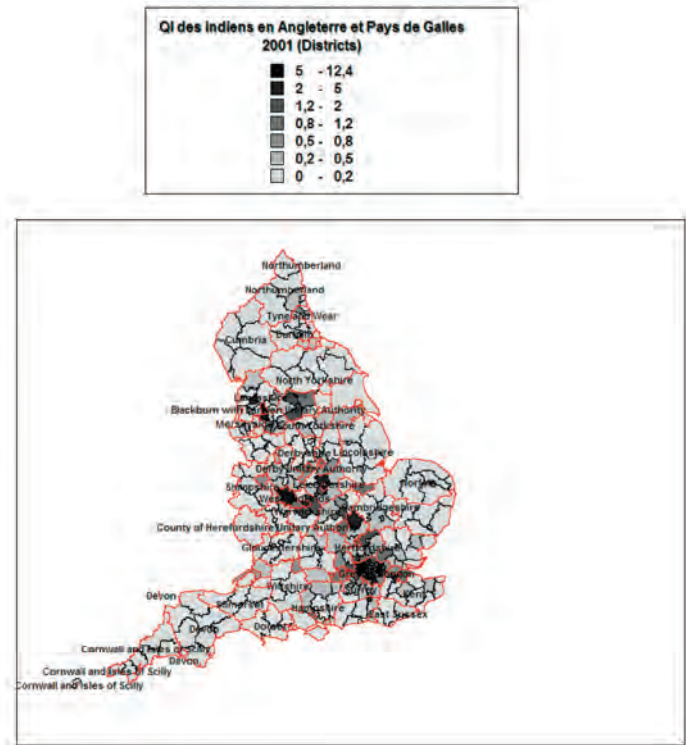 QI des Indiens en Angleterre et Pays de Galles
2001 (Districts)
5 - 12,4
2 - 5
1,2 - 2
0,8 - 1,2
0,5 - 0,8
0,2 - 0,5
0 - 0,2
Northumberland
Northumberland
Tyne and Wear
Durham
Cumbria
North Yorkshire
Blackburn with Darwen Unitary Authority
Merseyside South Yorkshire
Derbyshire Lincolnshire
Derby Unitary Authority
Shropshire Leicestershire Norfolk
West Midlands
Warwickshire Cambridgeshire
County of Herefordshire Unitary Authori
Gloucestershire Hertfordshire
Greater London
Wiltshire Surrey Kent
Devon
Somerset Hampshire East Sussex
Devon Dorset
Cornwall and Isles of Scilly
Devon
Cornwall and Isles of Scilly
Cornwall and Isles of Scilly